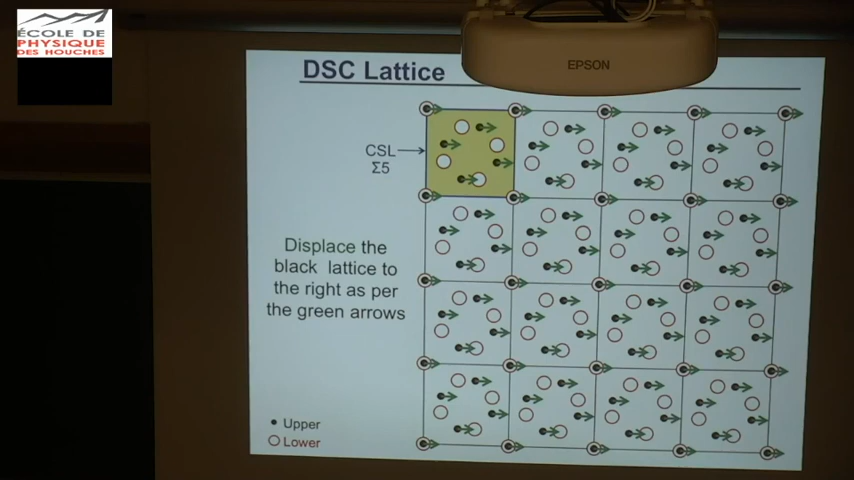 ÉCOLE DE
PHYSIQUE
DES HOUCHES
EPSON
DSC Lattice
CSL
Σ5
Displace the
black lattice to
the right as per
the green arrows
Upper
Lower